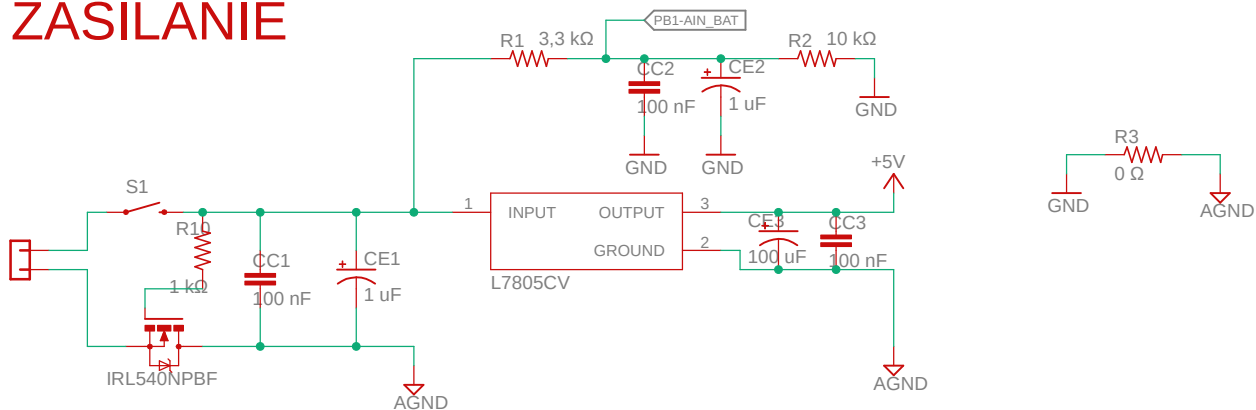 ZASILANIE
PB1-AIN_BAT
R1 3,3 kΩ
R2 10 kΩ
CC2
100 nF
CE2
1 uF
GND
GND
GND
S1
R10
1 kΩ
CC1
100 nF
CE1
1 uF
IRL540NPBF
AGND
1
INPUT
OUTPUT
GROUND
3
2
L7805CV
+5V
CE3
100 uF
CC3
100 nF
AGND
R3
0 Ω
GND
AGND